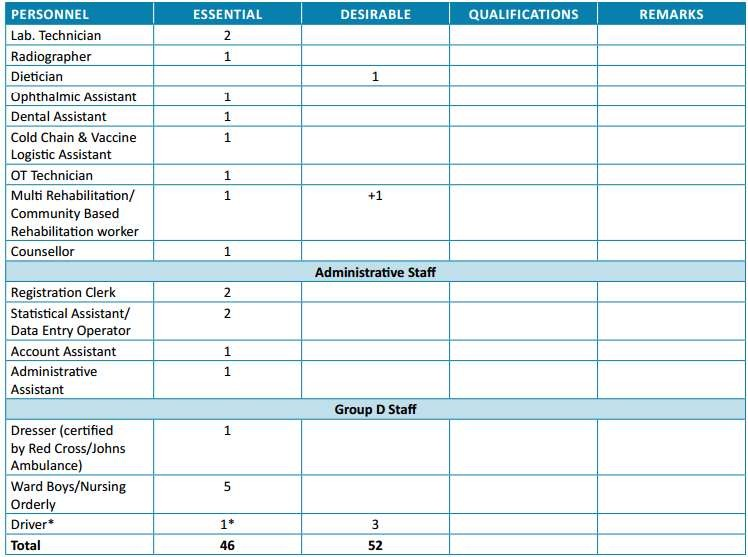 PERSONNEL ESSENTIAL DESIRABLE QUALIFICATIONS REMARKS
Lab. Technician 2
Radiographer 1
Dietician 1
Ophthalmic Assistant 1
Dental Assistant 1
Cold Chain & Vaccine 1
Logistic Assistant
OT Technician 1
Multi Rehabilitation/ 1 +1
Community Based
Rehabilitation worker
Counsellor 1
Administrative Staff
Registration Clerk 2
Statistical Assistant/ 2
Data Entry Operator
Account Assistant 1
Administrative 1
Assistant
Group D Staff
Dresser (certified 1
by Red Cross/Johns
Ambulance)
Ward Boys/Nursing 5
Orderly
Driver* 1* 3
Total 46 52